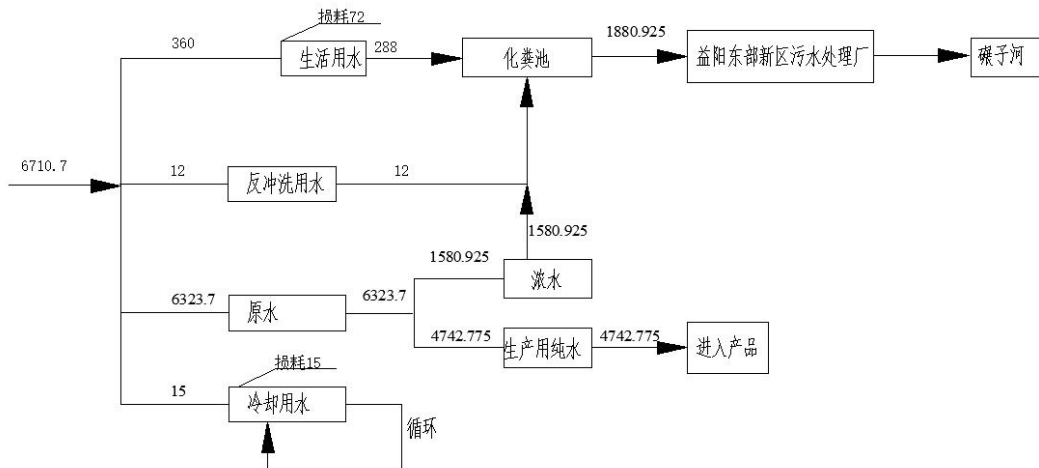 损耗72
1880.925
360
生活用水
288
化粪池
益阳东部新区污水处理厂
碾子河
6710.7
12
反冲洗用水
12
1580.925
1580.925
浓水
6323.7
原水
6323.7
4742.775
生产用纯水
4742.775
进入产品
损耗15
15
冷却用水
循环